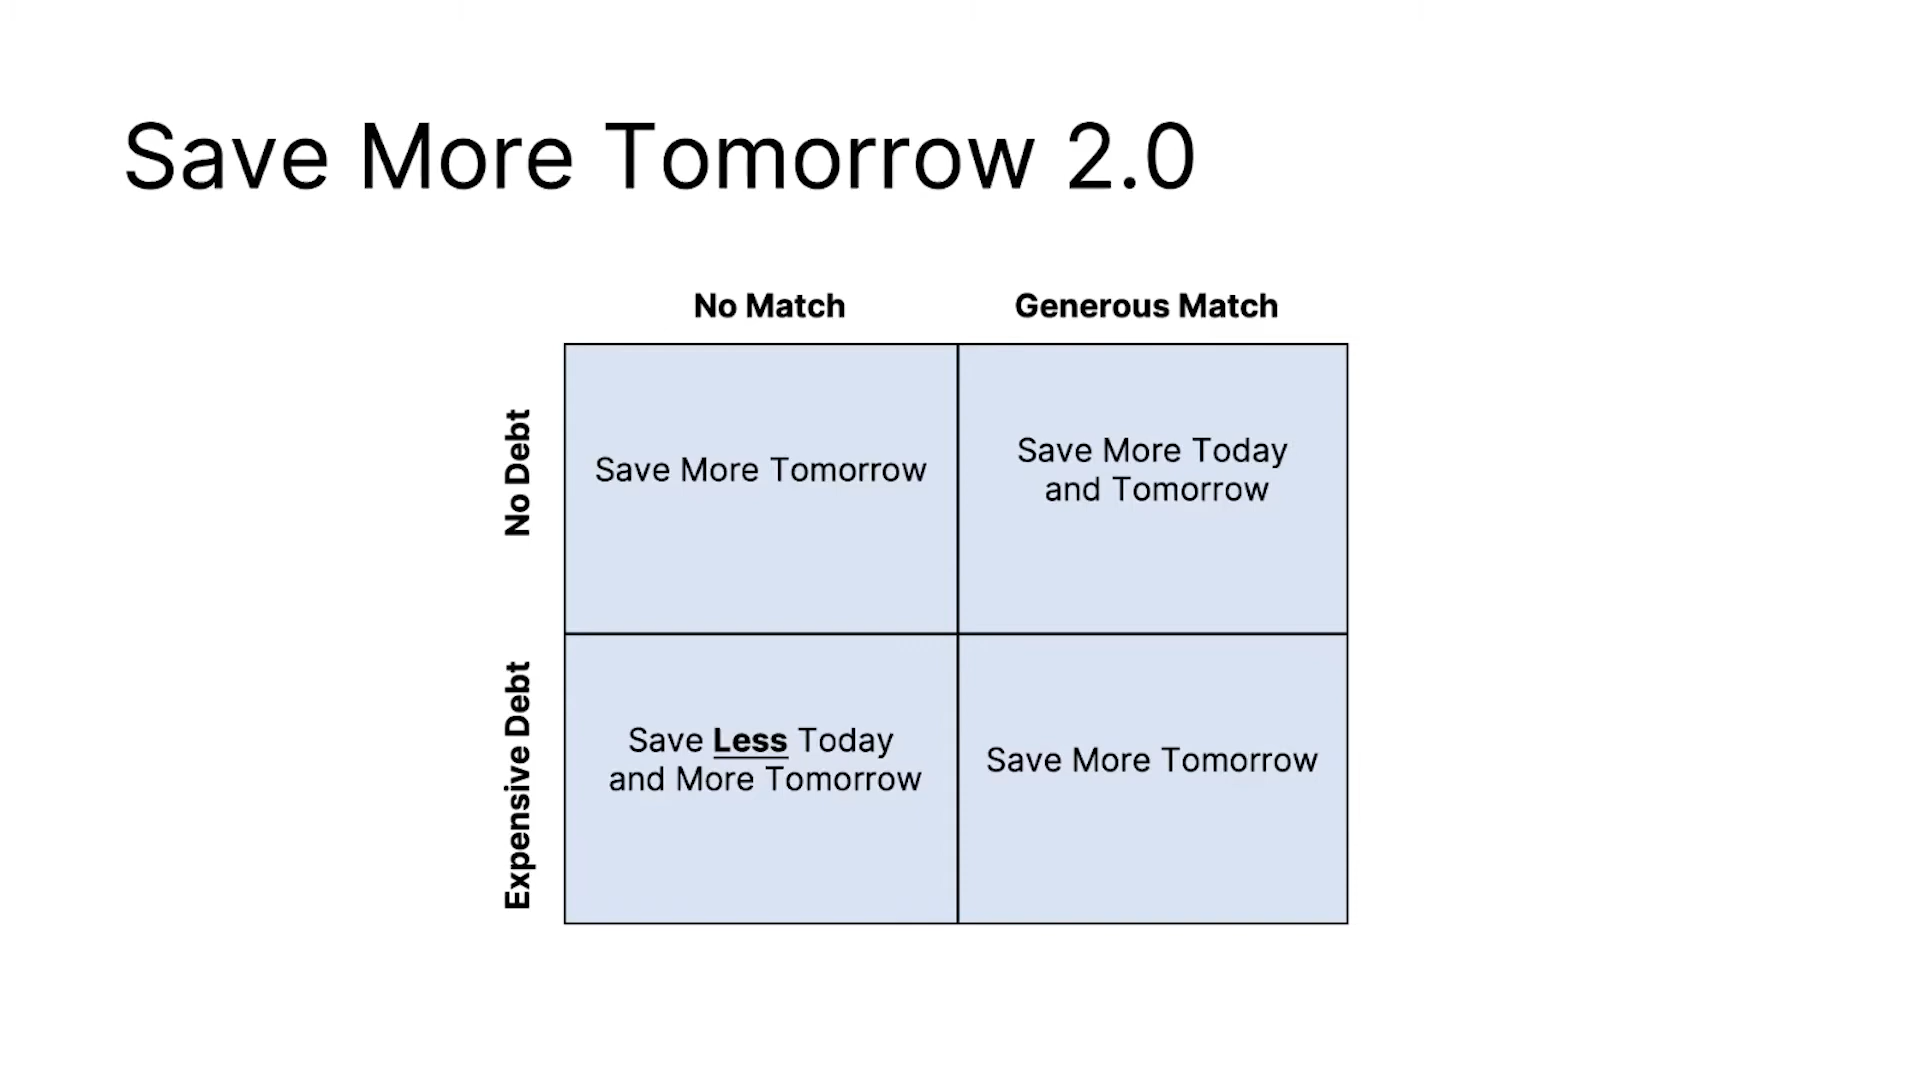 Save More Tomorrow 2.0
No Match
Generous Match
No Debt
Save More Tomorrow
Save More Today
and Tomorrow
Expensive Debt
Save Less Today
and More Tomorrow
Save More Tomorrow